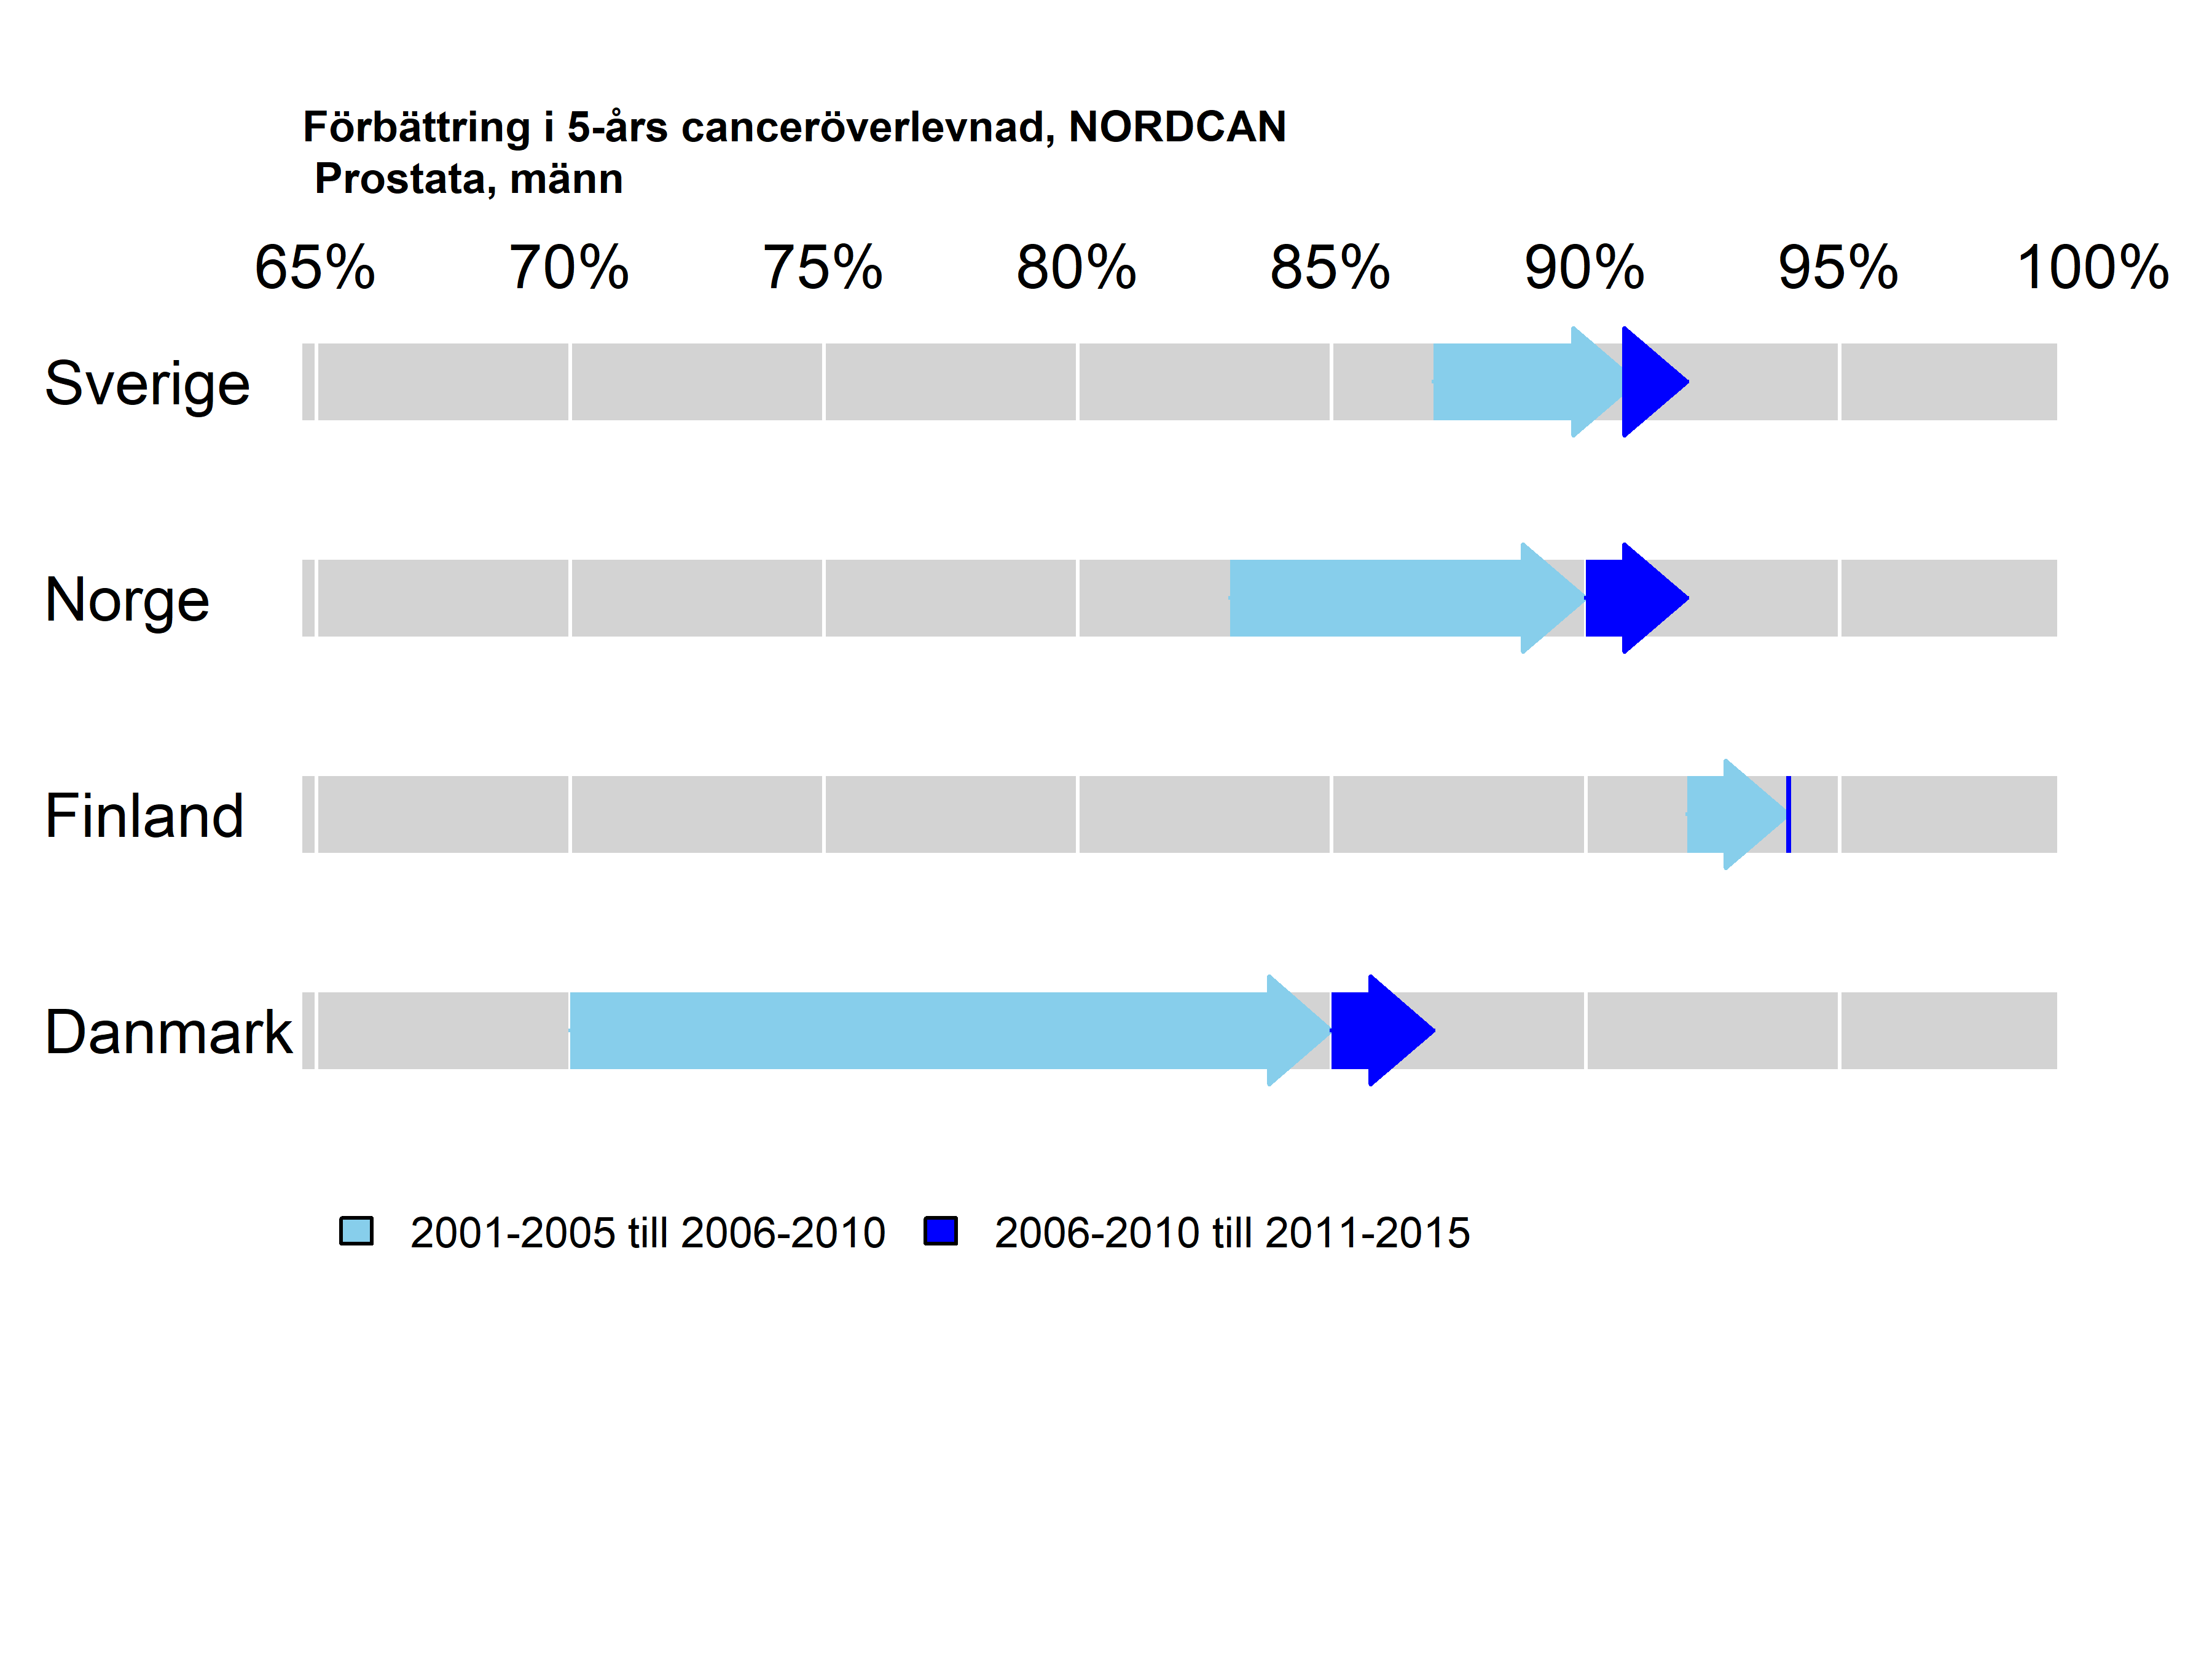 Förbättring i 5-års canceröverlevnad, NORDCAN
Prostata, männ
65% 70% 75% 80% 85% 90% 95% 100%
Sverige
Norge
Finland
Danmark
2001-2005 till 2006-2010 2006-2010 till 2011-2015